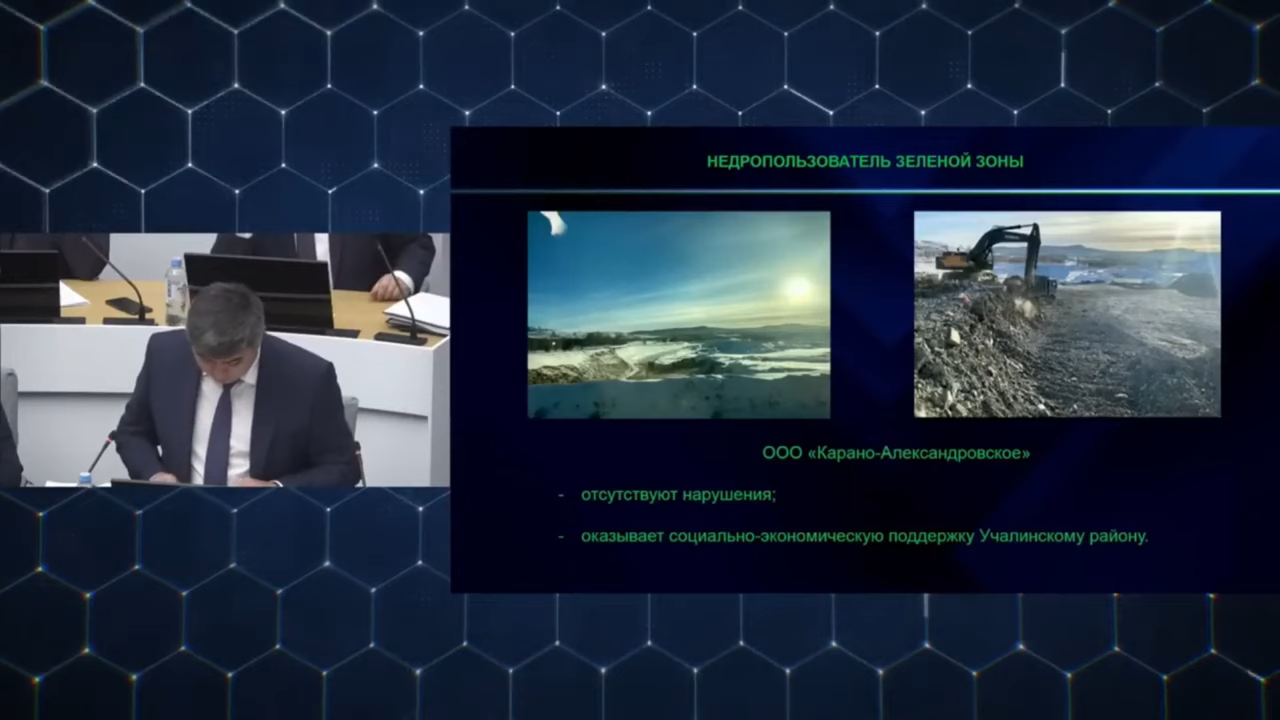 НЕДРОПОЛЬЗОВАТЕЛЬ ЗЕЛЕНОЙ ЗОНЫ
ООО «Карано-Александровское»
- отсутствуют нарушения;
- оказывает социально-экономическую поддержку Учалинскому району.